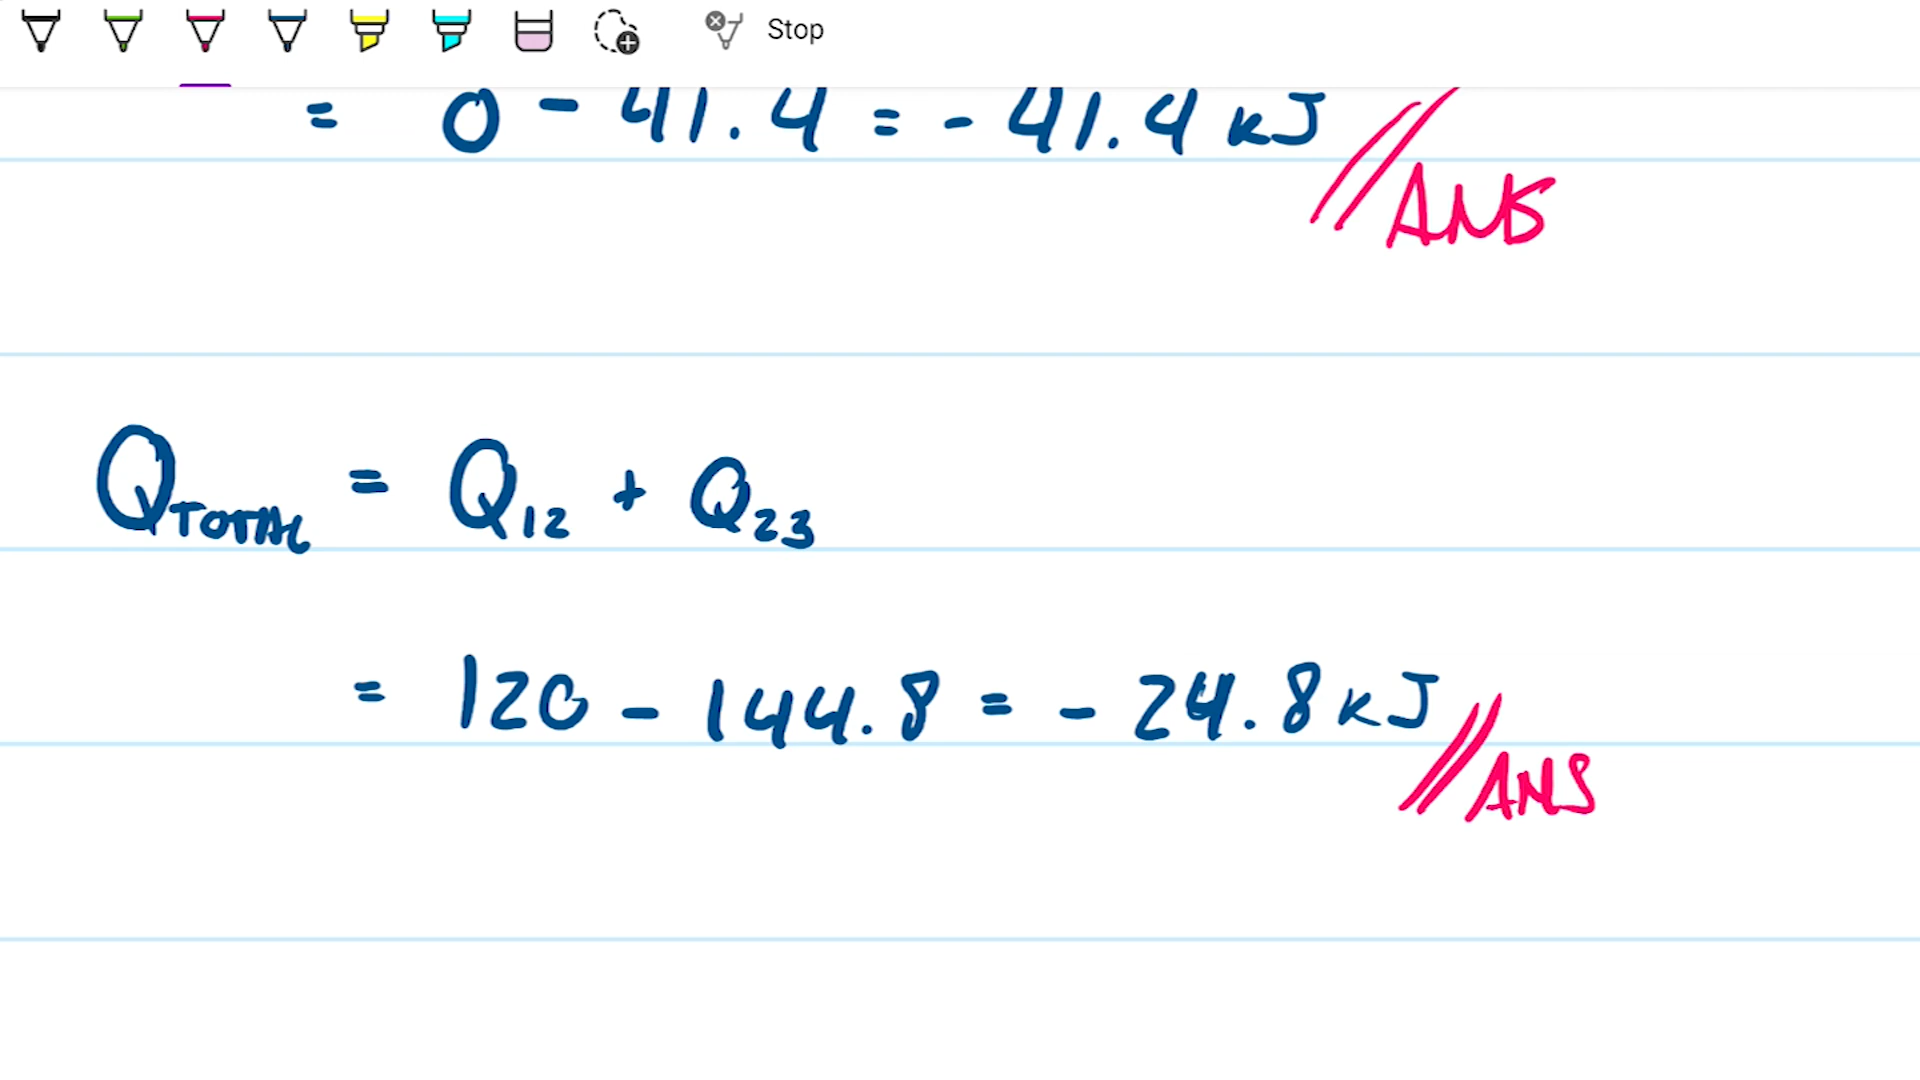 Stop
= 0 - 41.4 = - 41.4 kJ
ANS
Q_TOTAL = Q_12 + Q_23
= 120 - 144.8 = - 24.8 kJ
ANS